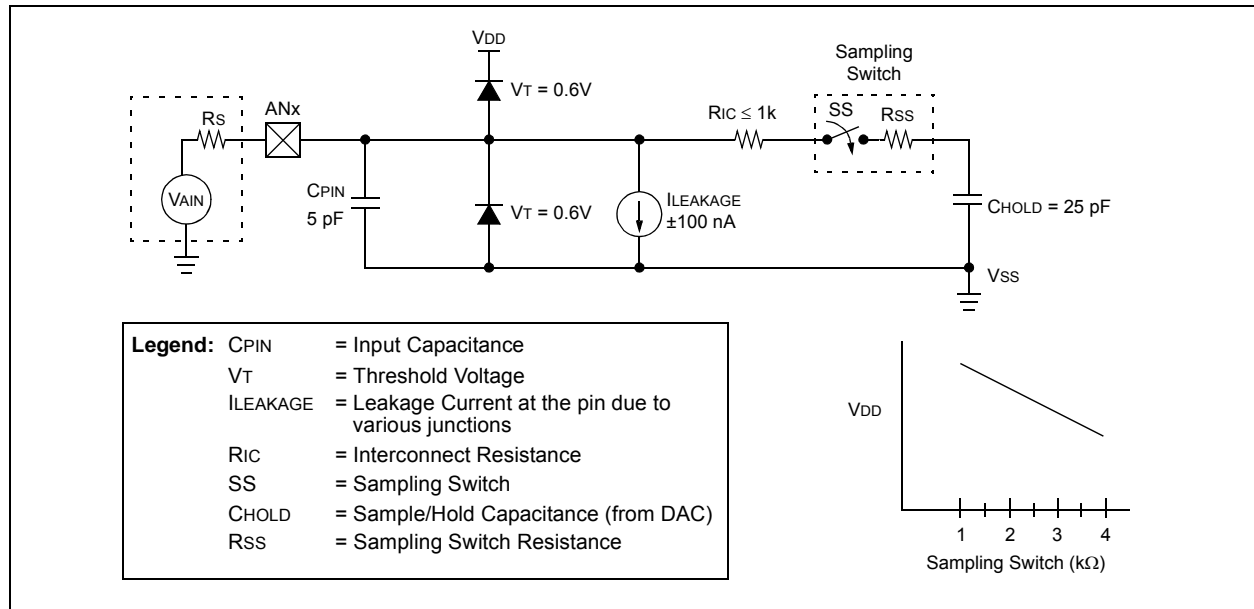 VDD
Sampling
Switch
VT = 0.6V
ANx
RS
RIC ≤ 1k
SS
RSS
VAIN
CPIN
5 pF
VT = 0.6V
ILEAKAGE
±100 nA
CHOLD = 25 pF
VSS
Legend: CPIN = Input Capacitance
VT = Threshold Voltage
ILEAKAGE = Leakage Current at the pin due to
various junctions
RIC = Interconnect Resistance
SS = Sampling Switch
CHOLD = Sample/Hold Capacitance (from DAC)
RSS = Sampling Switch Resistance
VDD
1 2 3 4
Sampling Switch (kΩ)